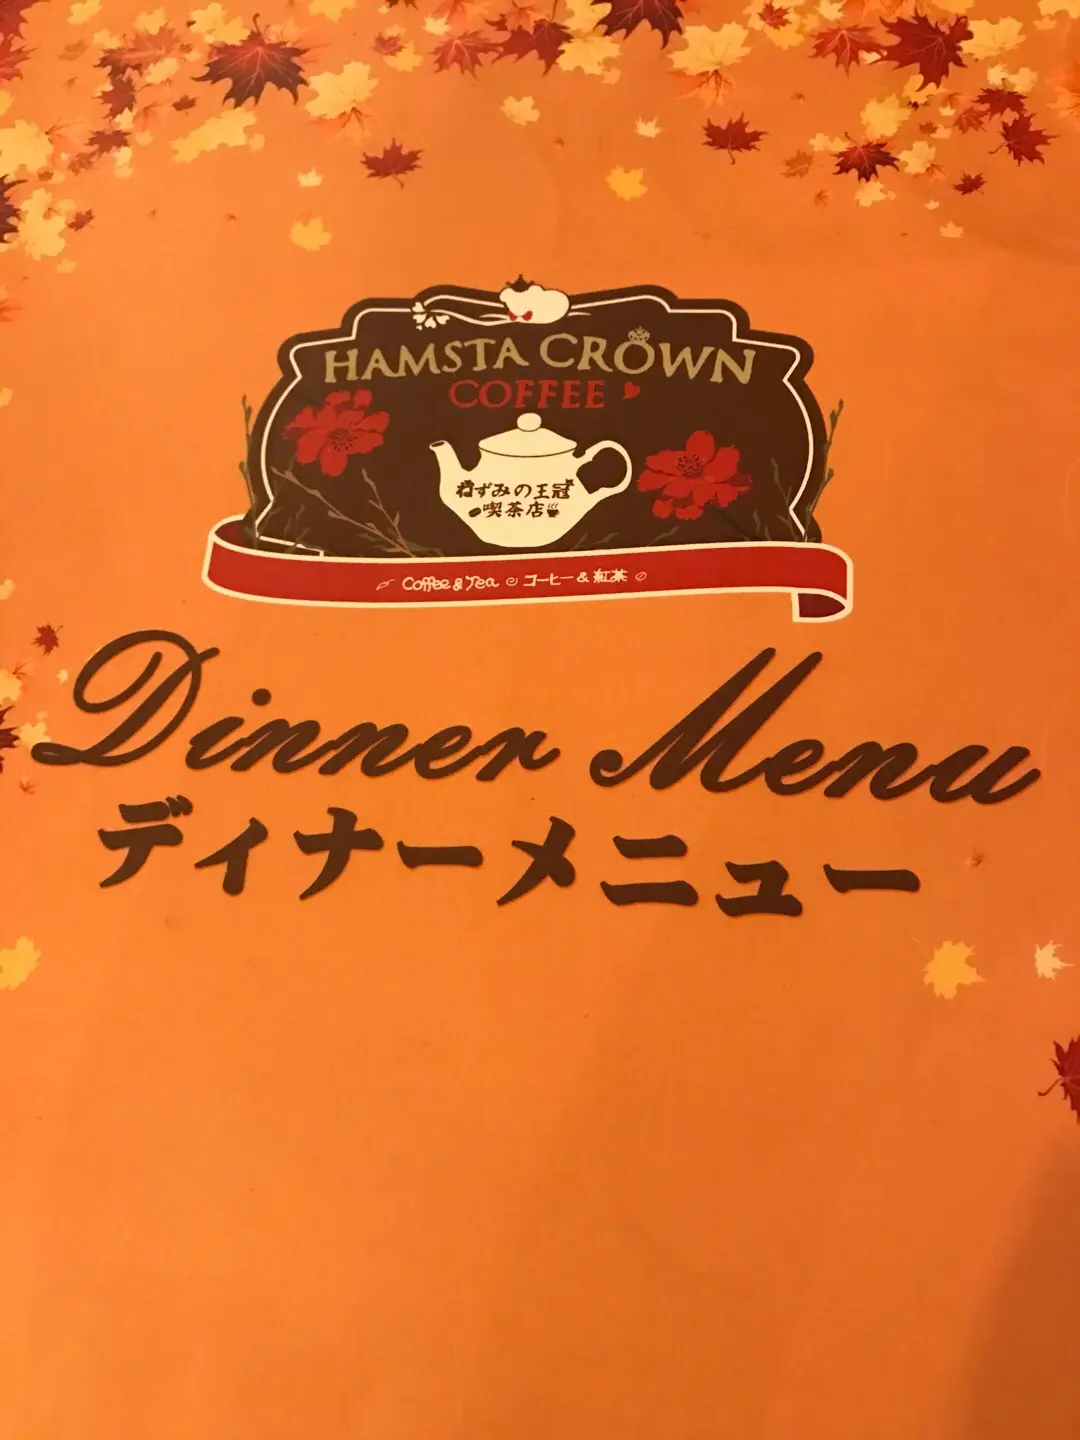 HAMSTA CROWN
COFFEE
ねずみの王冠
喫茶店
Coffee & Tea コーヒー & 紅茶
Dinner Menu
ディナーメニュー